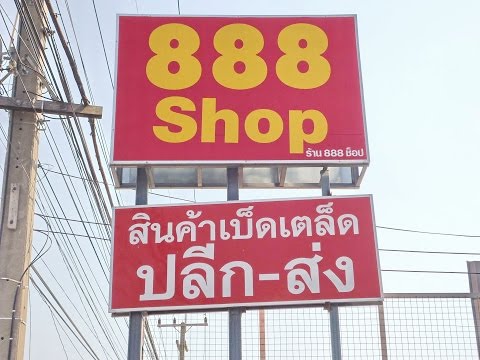 888
Shop
ร้าน 888 ช็อป
สินค้าเบ็ดเตล็ด
ปลีก-ส่ง